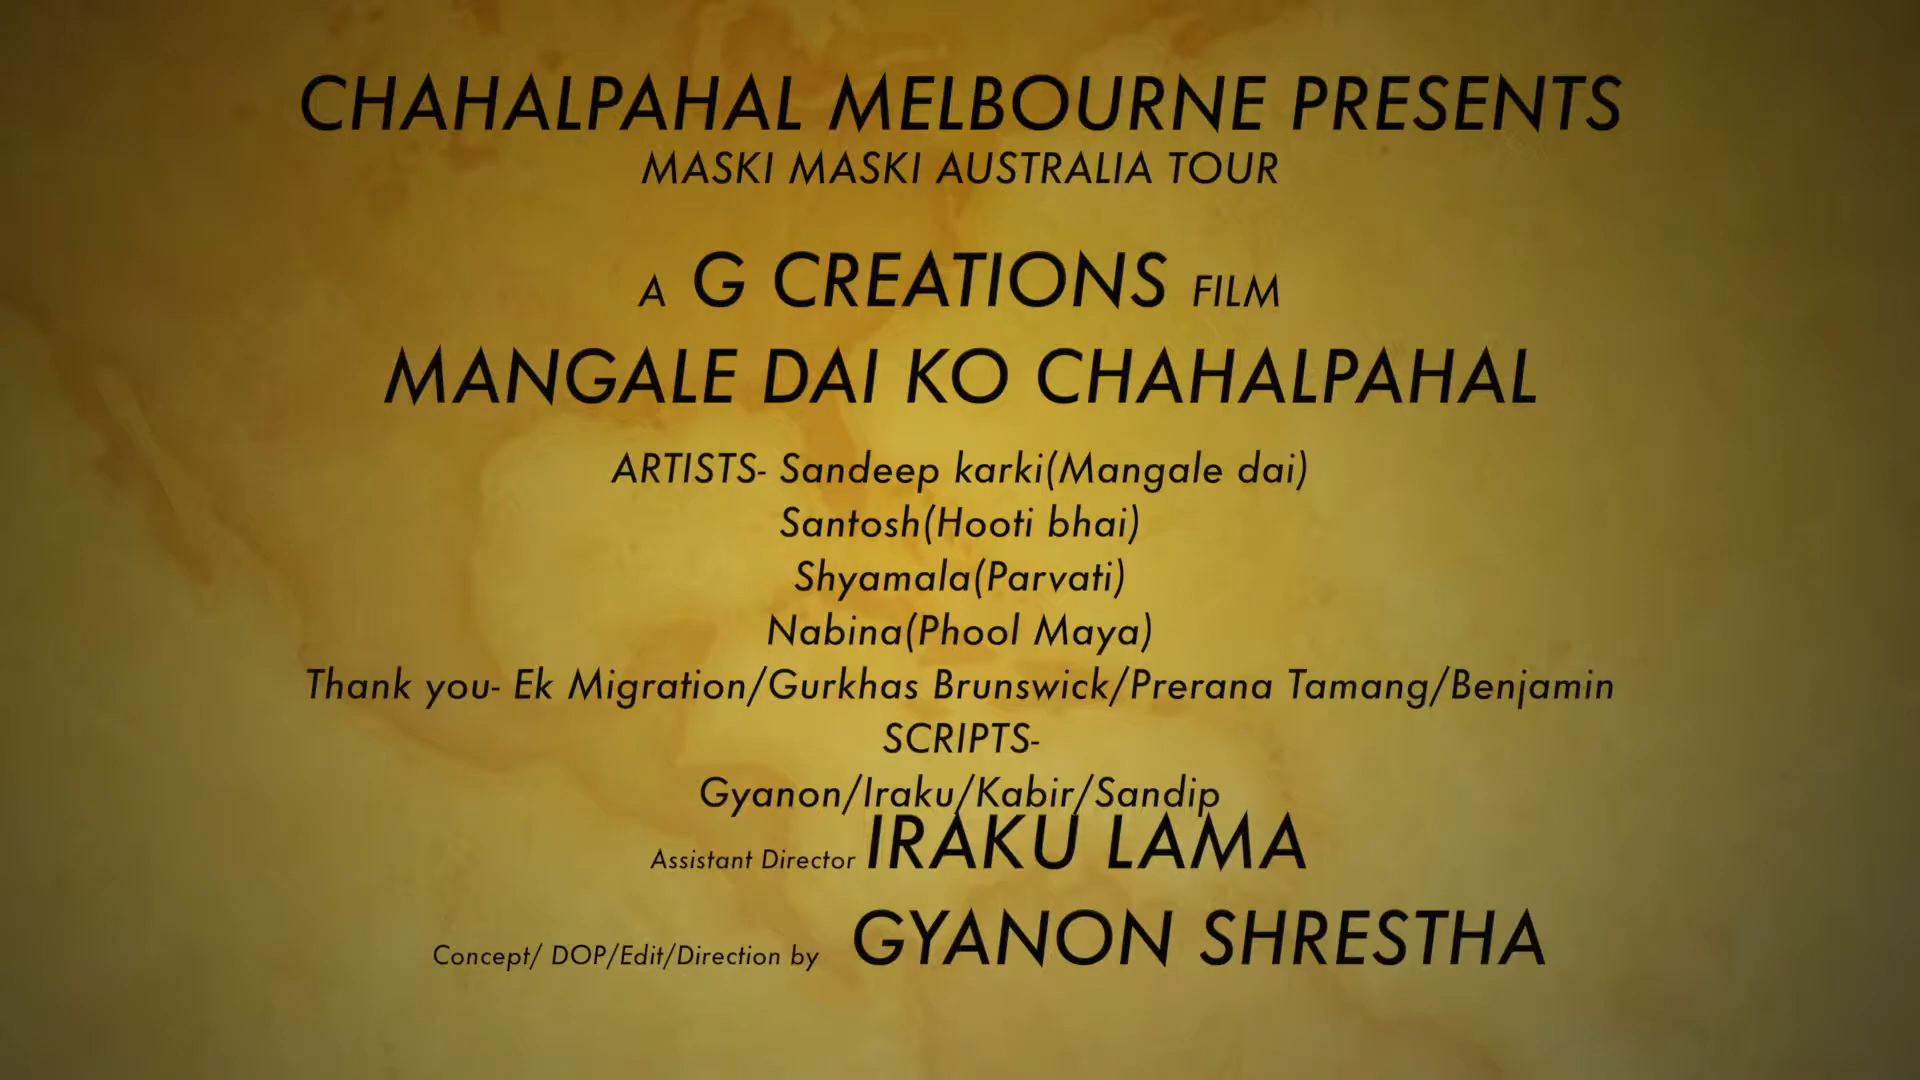 CHAHALPAHAL MELBOURNE PRESENTS
MASKI MASKI AUSTRALIA TOUR
A G CREATIONS FILM
MANGALE DAI KO CHAHALPAHAL
ARTISTS- Sandeep karki(Mangale dai)
Santosh(Hooti bhai)
Shyamala(Parvati)
Nabina(Phool Maya)
Thank you- Ek Migration/Gurkhas Brunswick/Prerana Tamang/Benjamin
SCRIPTS-
Gyanon/Iraku/Kabir/Sandip
Assistant Director IRAKU LAMA
Concept/ DOP/Edit/Direction by GYANON SHRESTHA